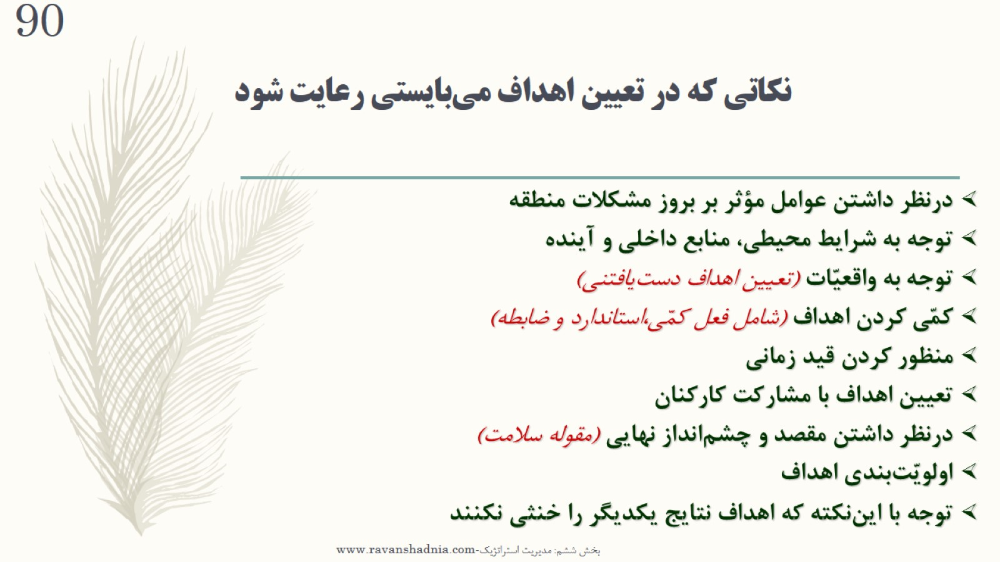 90
نکاتی که در تعیین اهداف می‌بایستی رعایت شود
درنظر داشتن عوامل مؤثر بر بروز مشکلات منطقه
توجه به شرایط محیطی، منابع داخلی و آینده
توجه به واقعیّات (تعیین اهداف دست‌یافتنی)
کمّی کردن اهداف (شامل فعل کمّی،استاندارد و ضابطه)
منظور کردن قید زمانی
تعیین اهداف با مشارکت کارکنان
درنظر داشتن مقصد و چشم‌انداز نهایی (مقوله سلامت)
اولویّت‌بندی اهداف
توجه با این‌نکته که اهداف نتایج یکدیگر را خنثی نکنند
بخش ششم: مدیریت استراتژیک-www.ravanshadnia.com